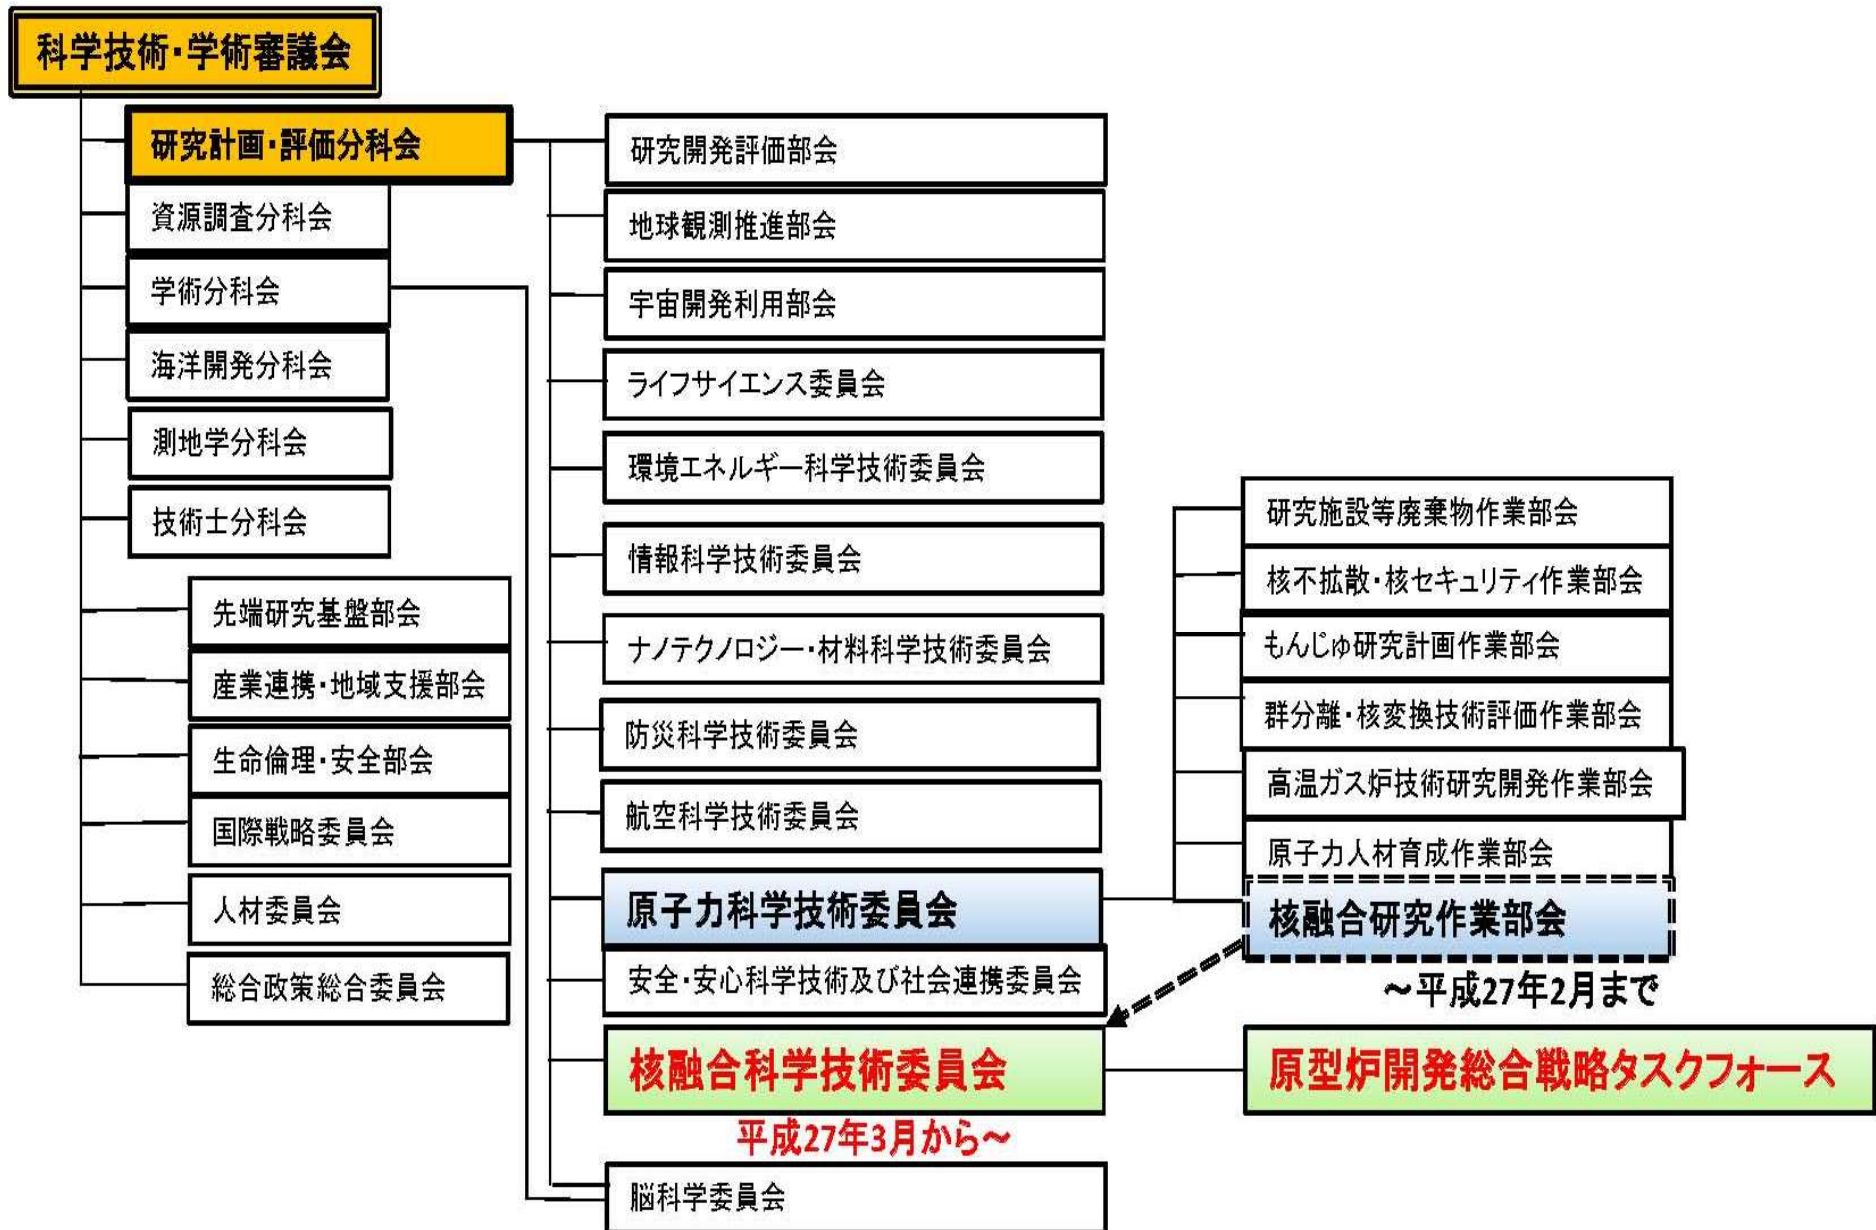 科学技術・学術審議会
研究計画・評価分科会
資源調査分科会
学術分科会
海洋開発分科会
測地学分科会
技術士分科会
先端研究基盤部会
産業連携・地域支援部会
生命倫理・安全部会
国際戦略委員会
人材委員会
総合政策総合委員会
研究開発評価部会
地球観測推進部会
宇宙開発利用部会
ライフサイエンス委員会
環境エネルギー科学技術委員会
情報科学技術委員会
ナノテクノロジー・材料科学技術委員会
防災科学技術委員会
航空科学技術委員会
原子力科学技術委員会
安全・安心科学技術及び社会連携委員会
核融合科学技術委員会
平成27年3月から～
脳科学委員会
研究施設等廃棄物作業部会
核不拡散・核セキュリティ作業部会
もんじゅ研究計画作業部会
群分離・核変換技術評価作業部会
高温ガス炉技術研究開発作業部会
原子力人材育成作業部会
核融合研究作業部会
～平成27年2月まで
原型炉開発総合戦略タスクフォース